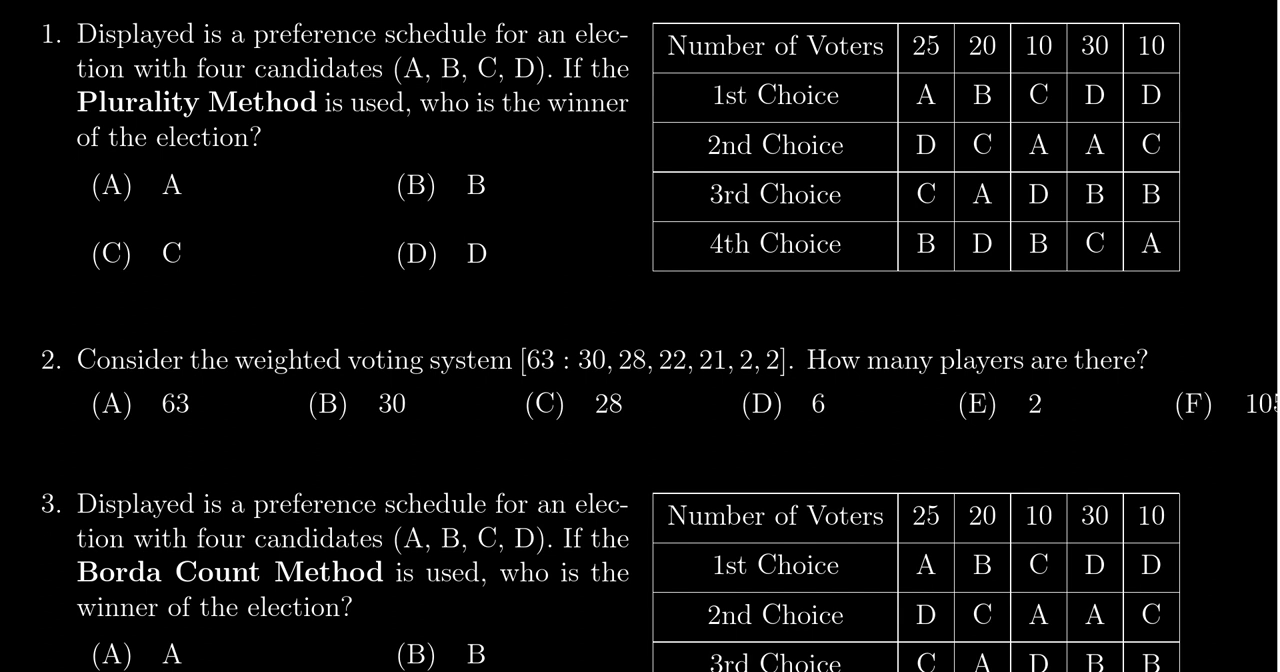 1. Displayed is a preference schedule for an elec-
tion with four candidates (A, B, C, D). If the
Plurality Method is used, who is the winner
of the election?
(A) A (B) B
(C) C (D) D
Number of Voters 25 20 10 30 10
1st Choice A B C D D
2nd Choice D C A A C
3rd Choice C A D B B
4th Choice B D B C A
2. Consider the weighted voting system [63 : 30, 28, 22, 21, 2, 2]. How many players are there?
(A) 63 (B) 30 (C) 28 (D) 6 (E) 2 (F) 105
3. Displayed is a preference schedule for an elec-
tion with four candidates (A, B, C, D). If the
Borda Count Method is used, who is the
winner of the election?
(A) A (B) B
Number of Voters 25 20 10 30 10
1st Choice A B C D D
2nd Choice D C A A C
3rd Choice C A D B B